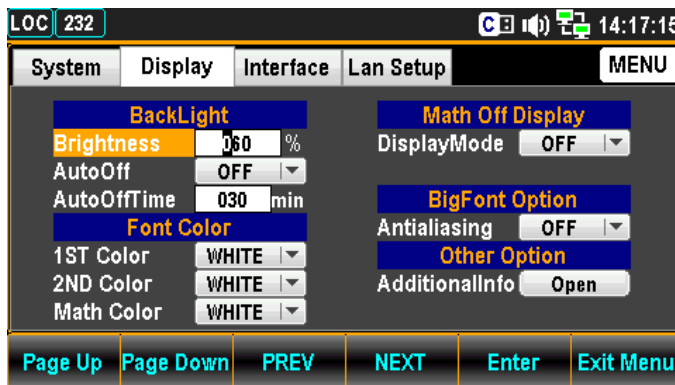 LOC 232 C 14:17:15
System Display Interface Lan Setup MENU
BackLight
Brightness 060 %
AutoOff OFF
AutoOffTime 030 min
Font Color
1ST Color WHITE
2ND Color WHITE
Math Color WHITE
Math Off Display
DisplayMode OFF
BigFont Option
Antialiasing OFF
Other Option
AdditionalInfo Open
Page Up Page Down PREV NEXT Enter Exit Menu